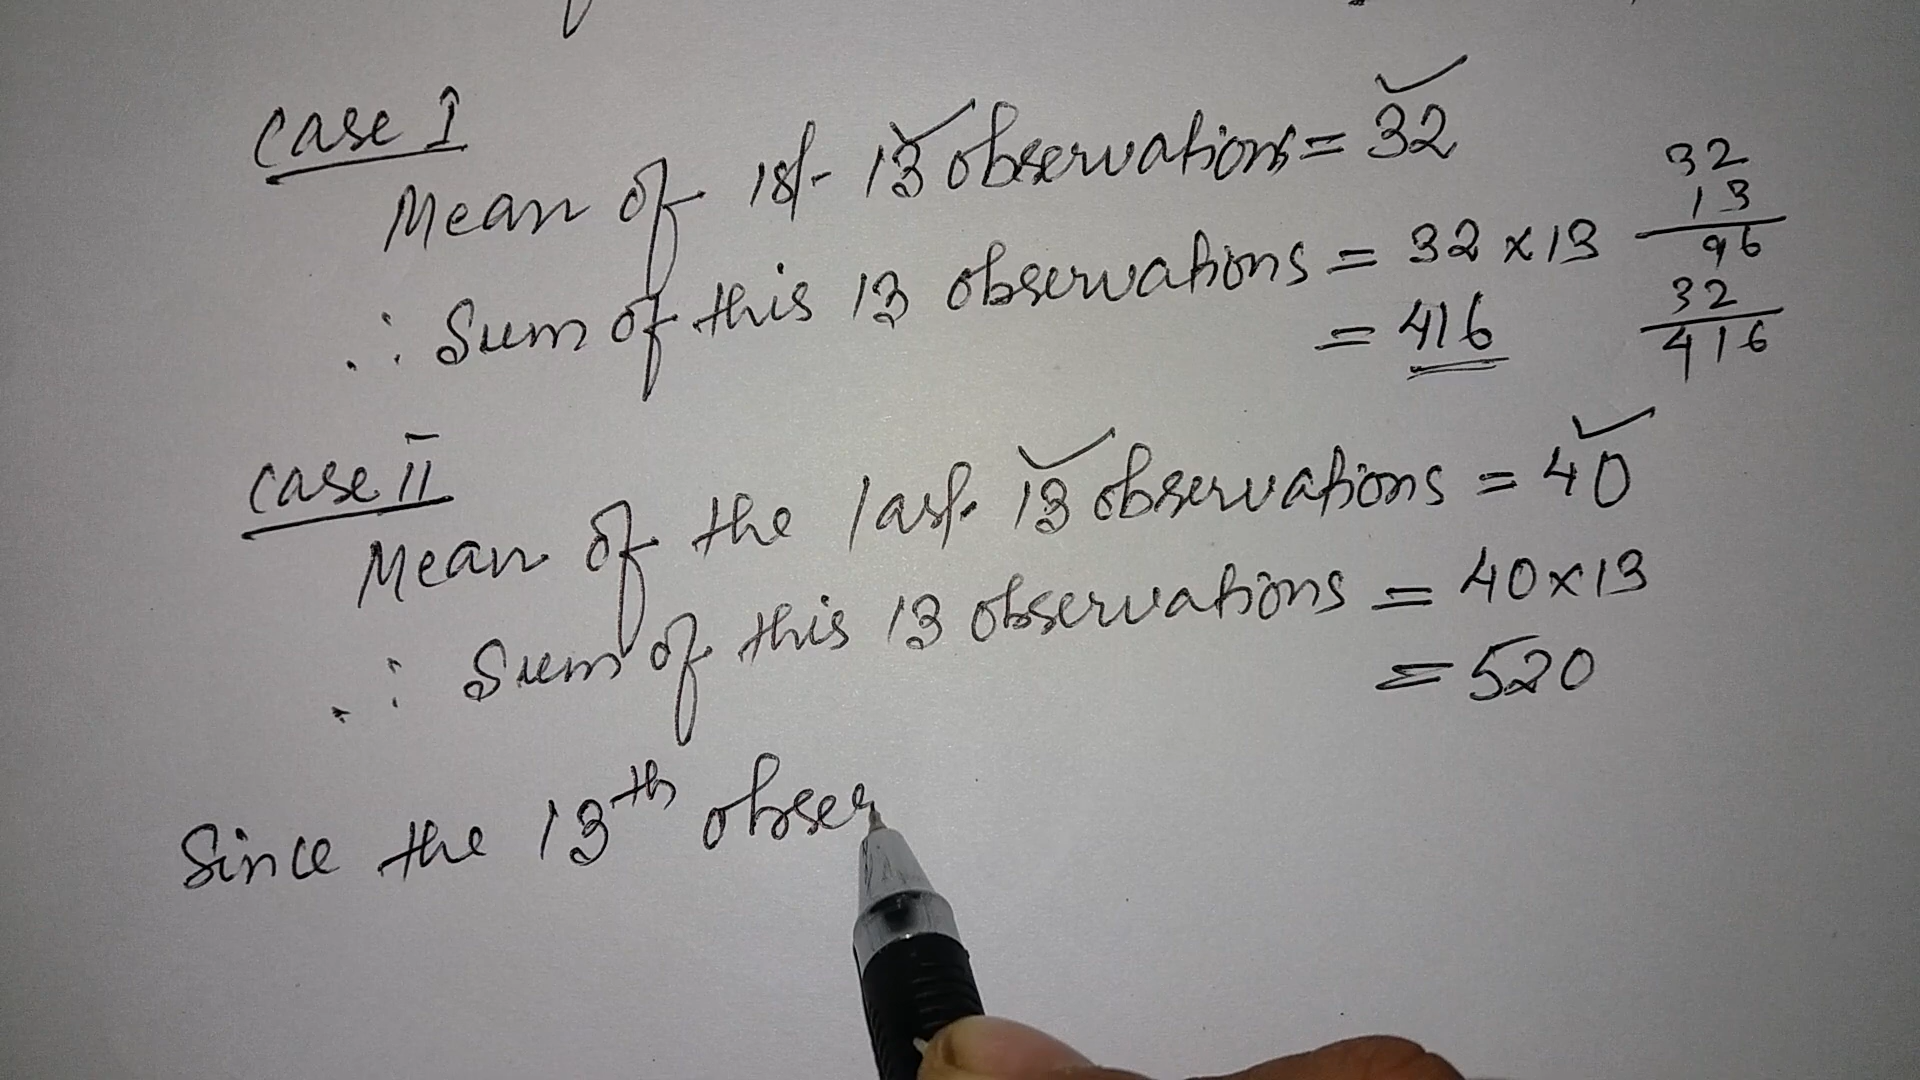 Case I
Mean of 1st 13 observations = 32
∴ Sum of this 13 observations = 32 × 13
= 416
32
13
96
32
416
Case II
Mean of the last 13 observations = 40
∴ Sum of this 13 observations = 40 × 13
= 520
Since the 13th obser